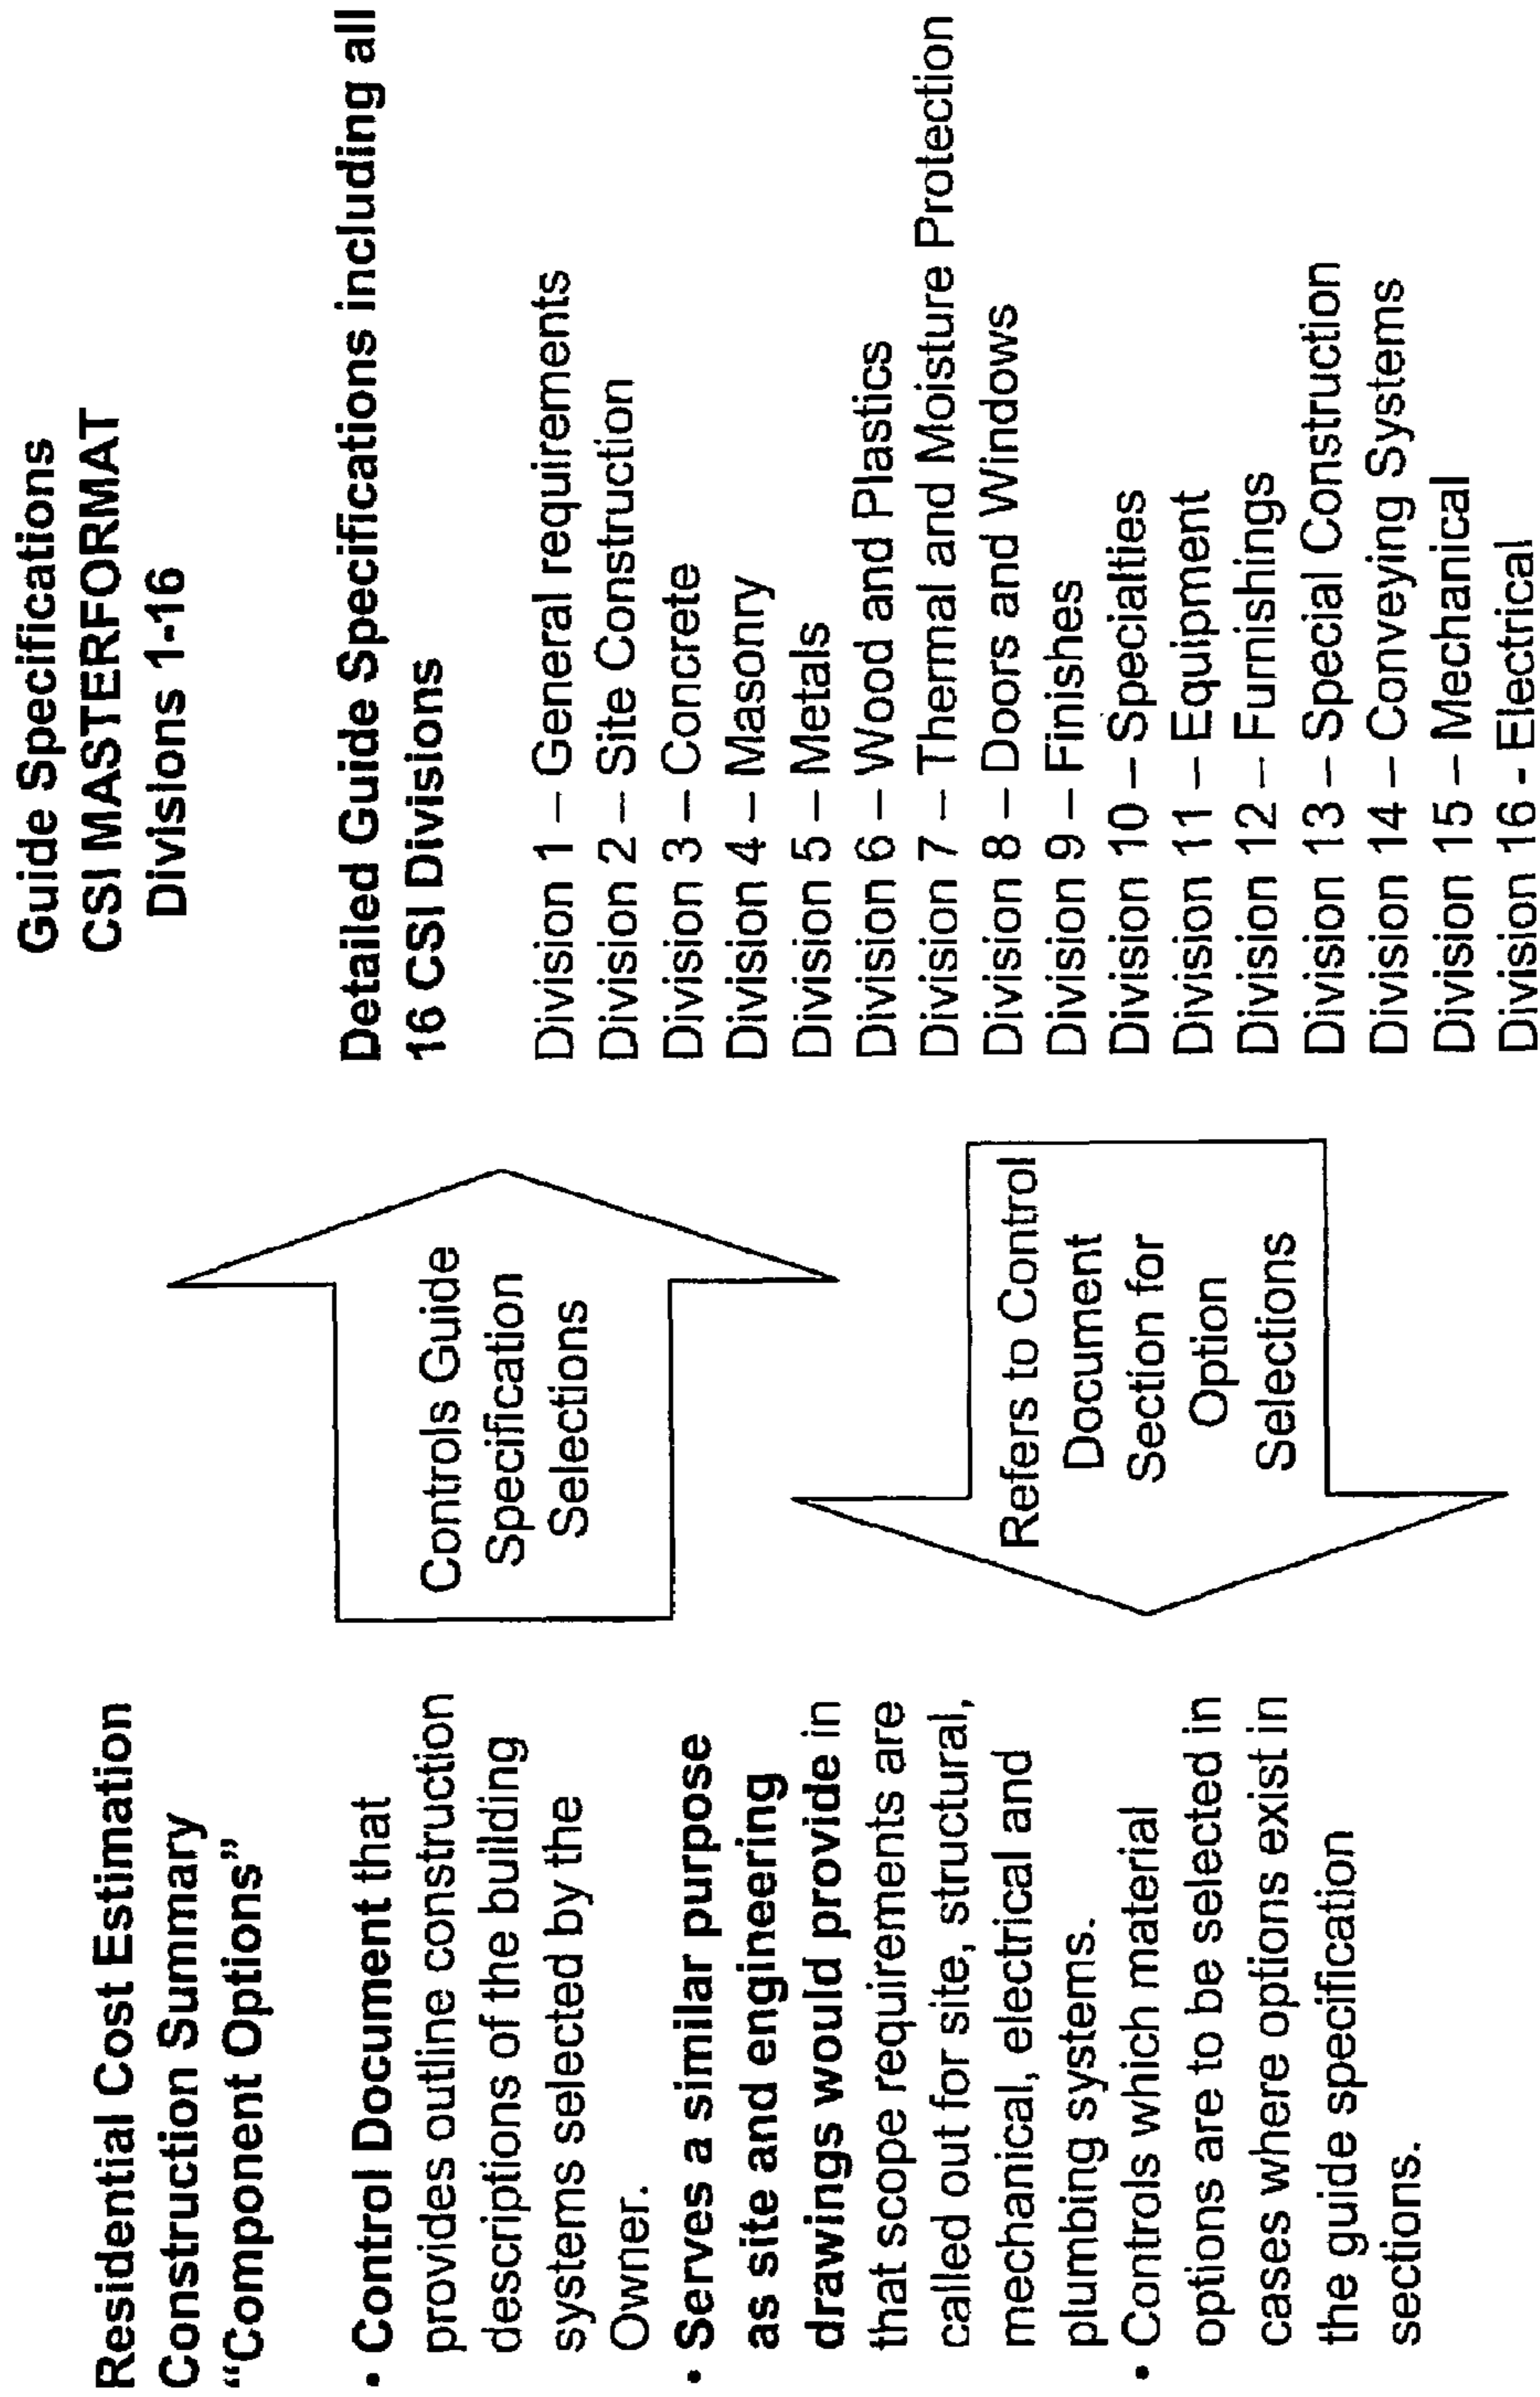 Residential Cost Estimation
Construction Summary
“Component Options”
• Control Document that
provides outline construction
descriptions of the building
systems selected by the
Owner.
• Serves a similar purpose
as site and engineering
drawings would provide in
that scope requirements are
called out for site, structural,
mechanical, electrical and
plumbing systems.
• Controls which material
options are to be selected in
cases where options exist in
the guide specification
sections.
Controls Guide
Specification
Selections
Refers to Control
Document
Section for
Option
Selections
Guide Specifications
CSI MASTERFORMAT
Divisions 1-16
Detailed Guide Specifications including all
16 CSI Divisions
Division 1 – General requirements
Division 2 – Site Construction
Division 3 – Concrete
Division 4 – Masonry
Division 5 – Metals
Division 6 – Wood and Plastics
Division 7 – Thermal and Moisture Protection
Division 8 – Doors and Windows
Division 9 – Finishes
Division 10 – Specialties
Division 11 – Equipment
Division 12 – Furnishings
Division 13 – Special Construction
Division 14 – Conveying Systems
Division 15 – Mechanical
Division 16 - Electrical